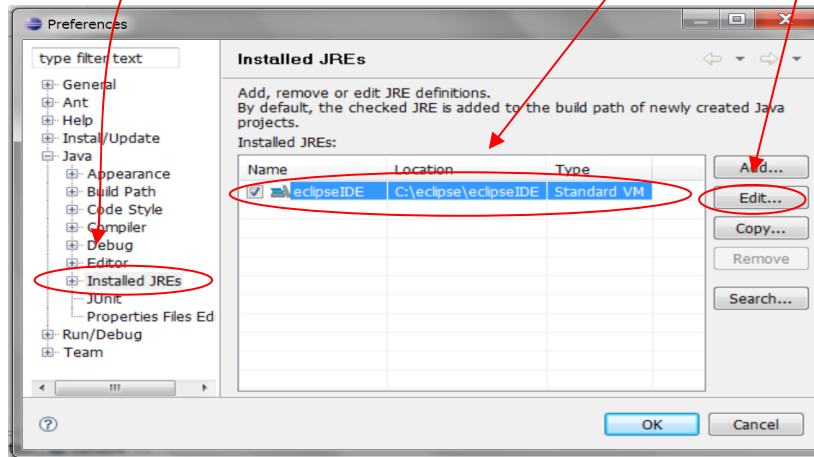 Preferences
type filter text
General
Ant
Help
Install/Update
Java
Appearance
Build Path
Code Style
Compiler
Debug
Editor
Installed JREs
JUnit
Properties Files Ed
Run/Debug
Team
Installed JREs
Add, remove or edit JRE definitions.
By default, the checked JRE is added to the build path of newly created Java
projects.
Installed JREs:
Name Location Type
eclipseIDE C:\eclipse\eclipseIDE Standard VM
Add...
Edit...
Copy...
Remove
Search...
OK Cancel